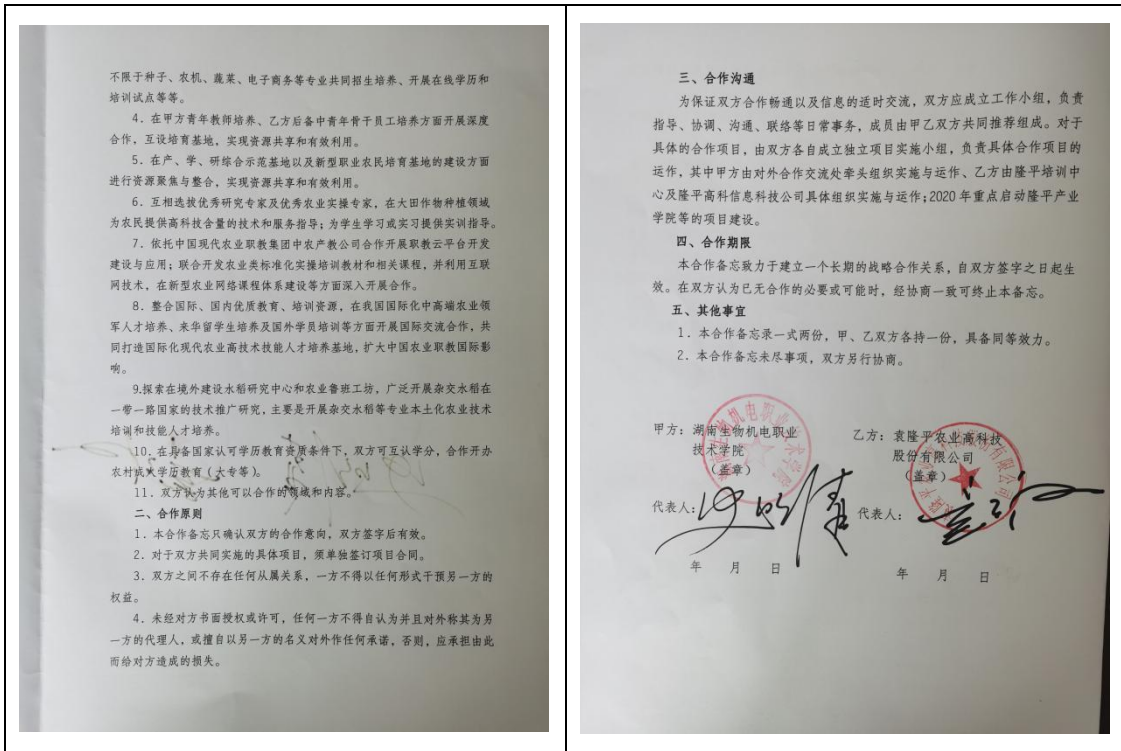 不限于种子、农机、蔬菜、电子商务等专业共同招生培养、开展在线学历和
培训试点等等。
4．在甲方青年教师培养、乙方后备中青年骨干员工培养方面开展深度
合作，互设培育基地，实现资源共享和有效利用。
5．在产、学、研综合示范基地以及新型职业农民培育基地的建设方面
进行资源聚焦与整合，实现资源共享和有效利用。
6．互相选拔优秀研究专家及优秀农业实操专家，在大田作物种植领域
为农民提供高科技含量的技术和服务指导；为学生学习或实习提供实训指导。
7．依托中国现代农业职教集团中农产教公司合作开展职教云平台开发
建设与应用；联合开发农业类标准化实操培训教材和相关课程，并利用互联
网技术，在新型农业网络课程体系建设等方面深入开展合作。
8．整合国际、国内优质教育、培训资源，在我国国际化中高端农业领
军人才培养、来华留学生培养及国外学员培训等方面开展国际交流合作，共
同打造国际化现代农业高技术技能人才培养基地，扩大中国农业职教国际影
响。
9.探索在境外建设水稻研究中心和农业鲁班工坊，广泛开展杂交水稻在
一带一路国家的技术推广研究，主要是开展杂交水稻等专业本土化农业技术
培训和技能人才培养。
10．在具备国家认可学历教育资质条件下，双方可互认学分，合作开办
农村成人学历教育（大专等）。
11．双方认为其他可以合作的领域和内容。
二、合作原则
1．本合作备忘只确认双方的合作意向，双方签字后有效。
2．对于双方共同实施的具体项目，须单独签订项目合同。
3．双方之间不存在任何从属关系，一方不得以任何形式干预另一方的
权益。
4．未经对方书面授权或许可，任何一方不得自认为并且对外称其为另
一方的代理人，或擅自以另一方的名义对外作任何承诺，否则，应承担由此
而给对方造成的损失。
三、合作沟通
为保证双方合作畅通以及信息的适时交流，双方应成立工作小组，负责
指导、协调、沟通、联络等日常事务，成员由甲乙双方共同推荐组成。对于
具体的合作项目，由双方各自成立独立项目实施小组，负责具体合作项目的
运作，其中甲方由对外合作交流处牵头组织实施与运作、乙方由隆平培训中
心及隆平高科信息科技公司具体组织实施与运作；2020 年重点启动隆平产业
学院等的项目建设。
四、合作期限
本合作备忘致力于建立一个长期的战略合作关系，自双方签字之日起生
效。在双方认为已无合作的必要或可能时，经协商一致可终止本备忘。
五、其他事宜
1．本合作备忘录一式两份，甲、乙双方各持一份，具备同等效力。
2．本合作备忘未尽事项，双方另行协商。
甲方：湖南生物机电职业
技术学院
（盖章）
代表人：
年 月 日
乙方：袁隆平农业高科技
股份有限公司
（盖章）
代表人：
年 月 日